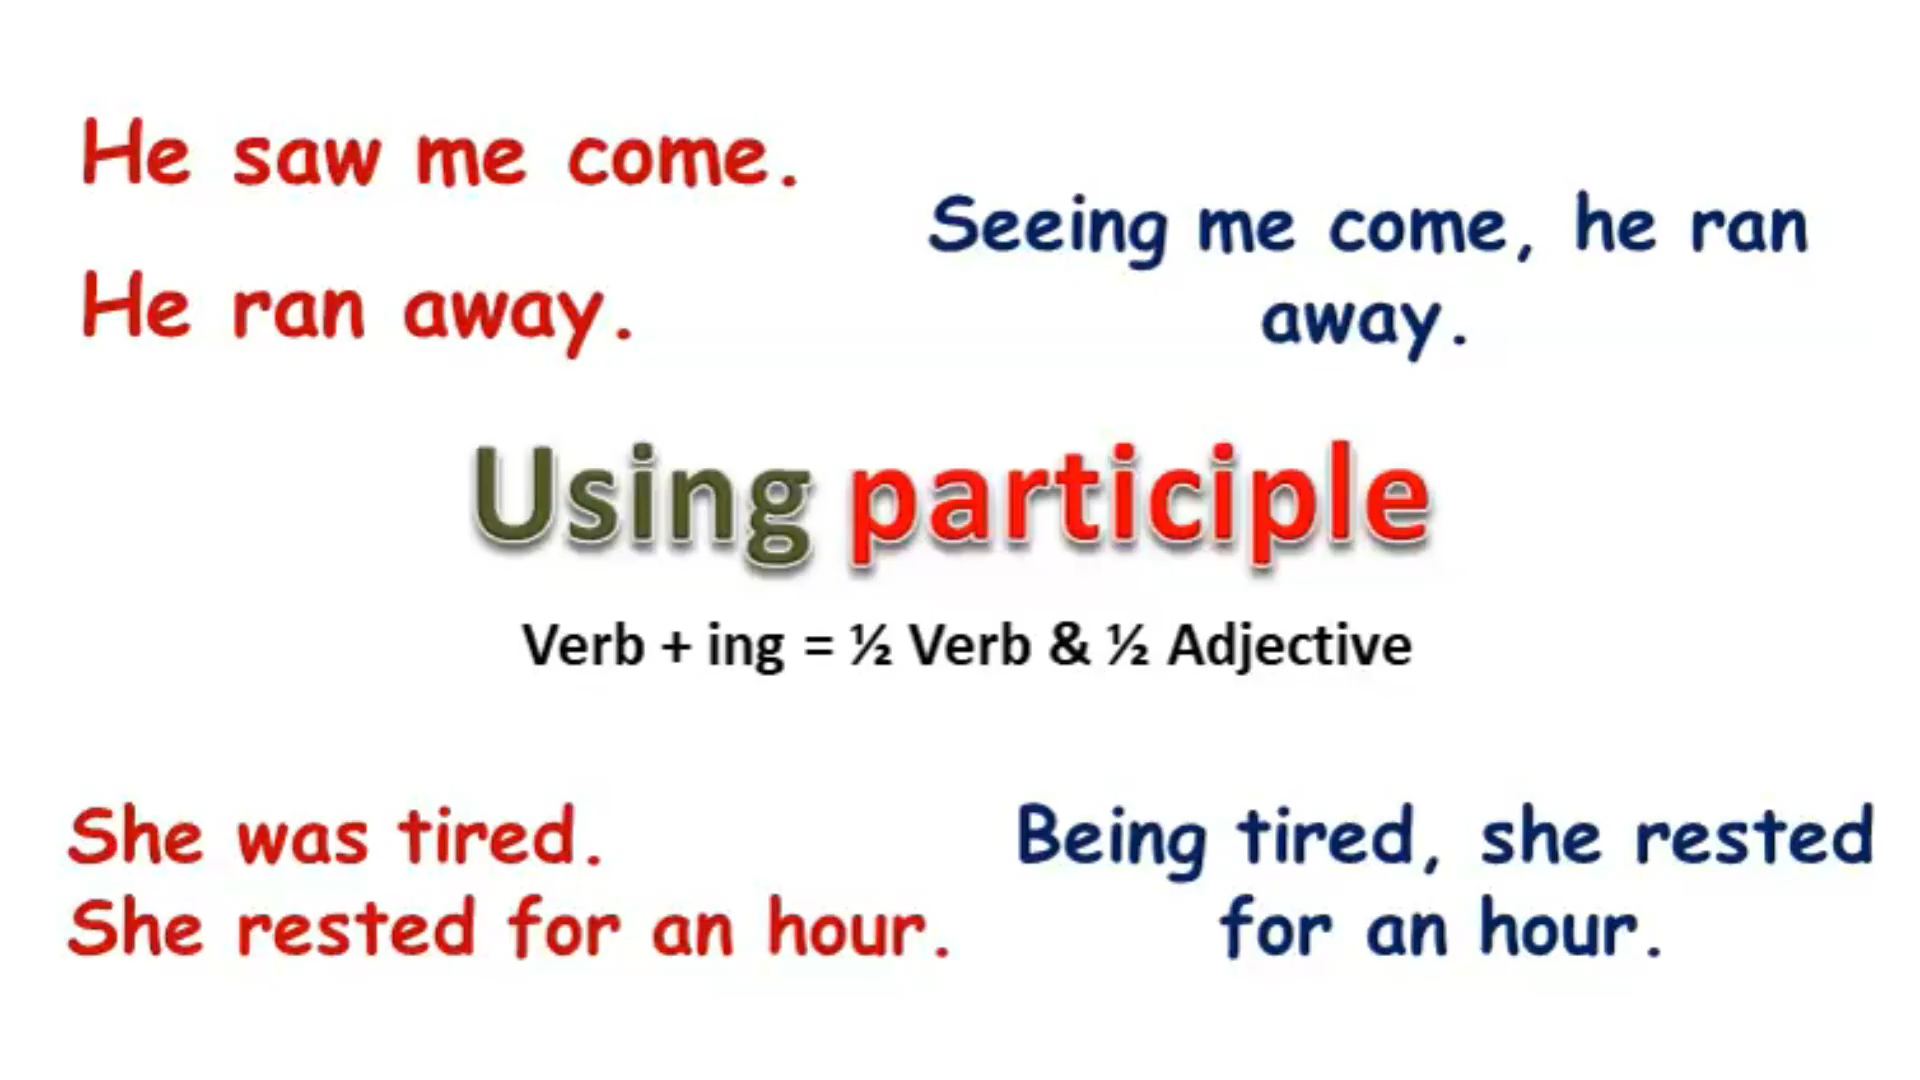 He saw me come.
He ran away.
Seeing me come, he ran
away.
Using participle
Verb + ing = ½ Verb & ½ Adjective
She was tired.
She rested for an hour.
Being tired, she rested
for an hour.